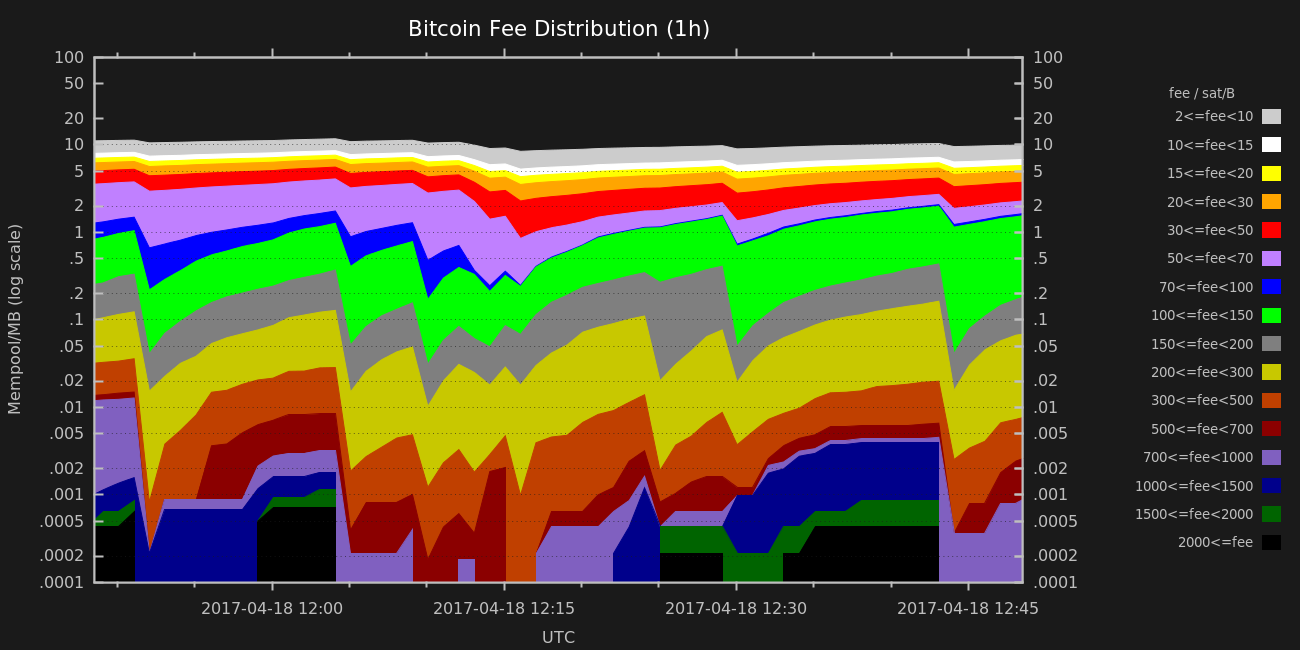 Bitcoin Fee Distribution (1h)
100 100
50 50
20 20
10 10
5 5
2 2
1 1
.5 .5
.2 .2
.1 .1
.05 .05
.02 .02
.01 .01
.005 .005
.002 .002
.001 .001
.0005 .0005
.0002 .0002
.0001 .0001
Mempool/MB (log scale)
2017-04-18 12:00 2017-04-18 12:15 2017-04-18 12:30 2017-04-18 12:45
UTC
fee / sat/B
2<=fee<10
10<=fee<15
15<=fee<20
20<=fee<30
30<=fee<50
50<=fee<70
70<=fee<100
100<=fee<150
150<=fee<200
200<=fee<300
300<=fee<500
500<=fee<700
700<=fee<1000
1000<=fee<1500
1500<=fee<2000
2000<=fee